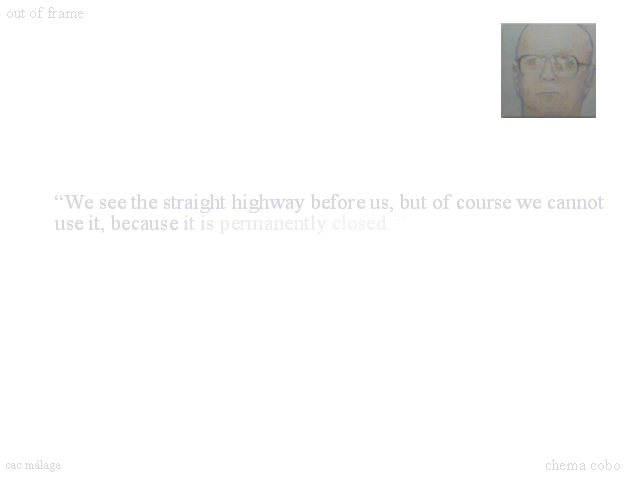 out of frame
“We see the straight highway before us, but of course we cannot
use it, because it is permanently closed.”
cac málaga
chema cobo